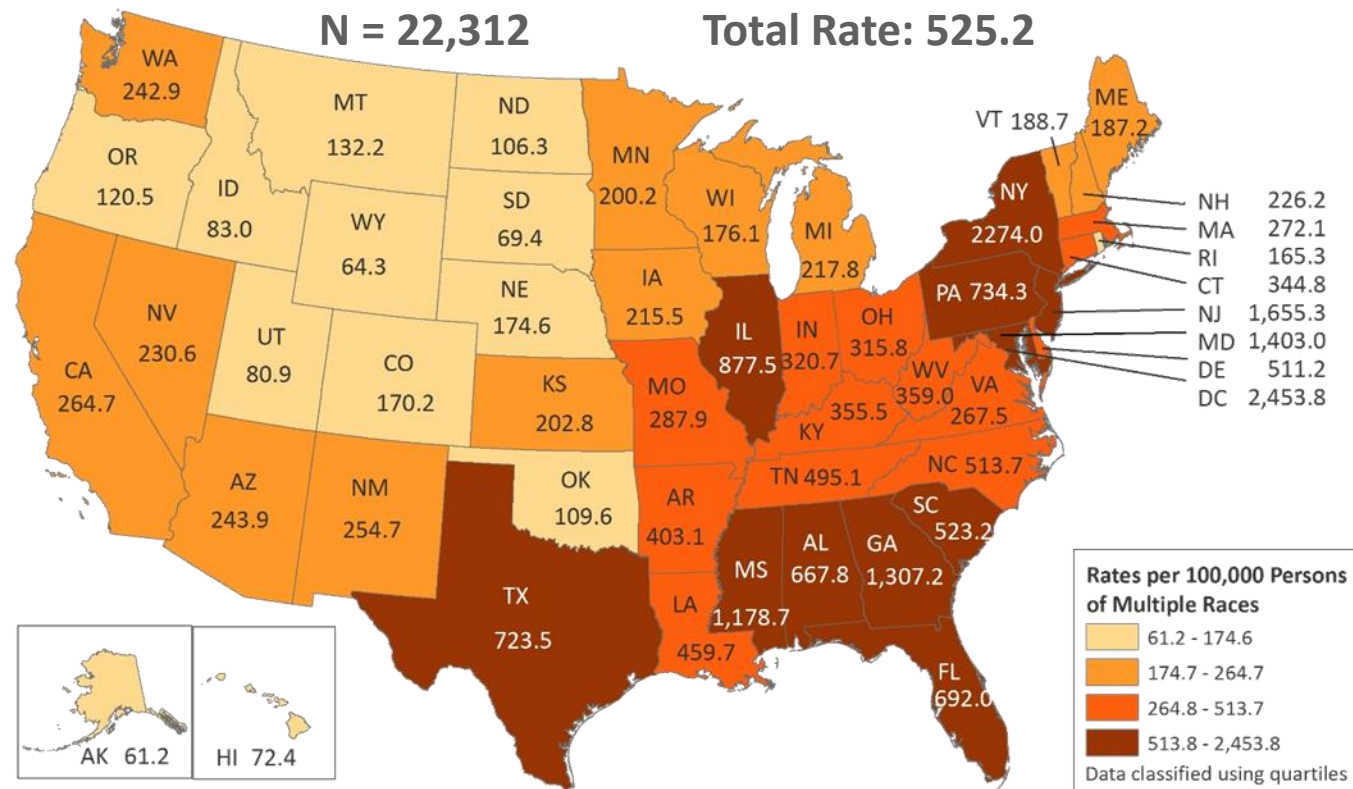 N = 22,312
Total Rate: 525.2
WA
242.9
MT
132.2
ND
106.3
MN
200.2
OR
120.5
ID
83.0
WY
64.3
SD
69.4
WI
176.1
MI
217.8
VT 188.7
ME
187.2
NY
2274.0
NH 226.2
MA 272.1
RI 165.3
CT 344.8
NJ 1,655.3
MD 1,403.0
DE 511.2
DC 2,453.8
PA 734.3
NV
230.6
UT
80.9
CO
170.2
NE
174.6
IA
215.5
IL
877.5
IN
320.7
OH
315.8
WV
359.0
VA
267.5
CA
264.7
KS
202.8
MO
287.9
355.5
KY
TN 495.1
NC 513.7
AZ
243.9
NM
254.7
OK
109.6
AR
403.1
SC
523.2
MS
1,178.7
AL
667.8
GA
1,307.2
TX
723.5
LA
459.7
FL
692.0
AK 61.2
HI 72.4
Rates per 100,000 Persons
of Multiple Races
61.2 - 174.6
174.7 - 264.7
264.8 - 513.7
513.8 - 2,453.8
Data classified using quartiles